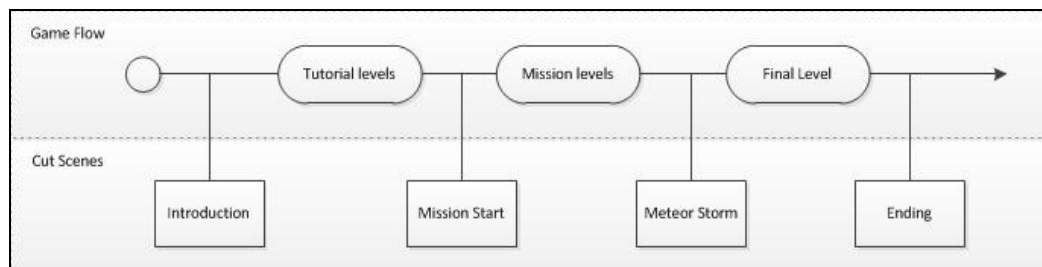 Game Flow
Tutorial levels
Mission levels
Final Level
Cut Scenes
Introduction
Mission Start
Meteor Storm
Ending